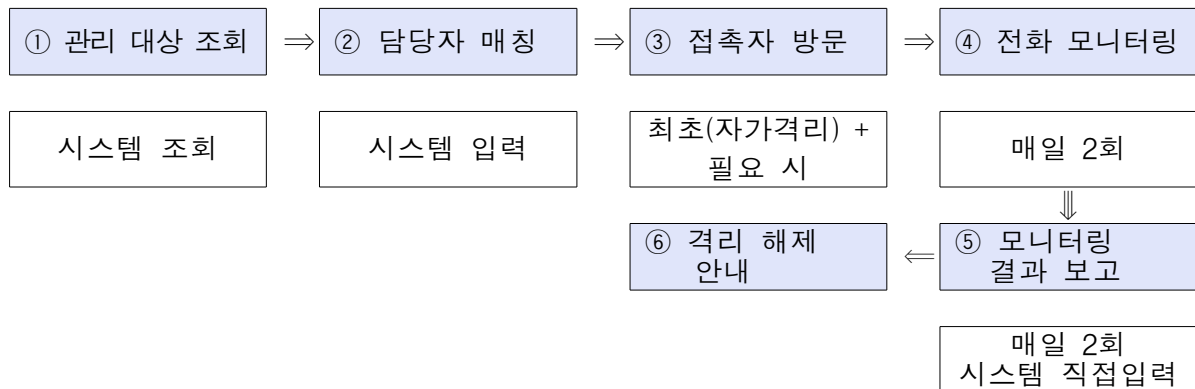 ① 관리 대상 조회 ⇒ ② 담당자 매칭 ⇒ ③ 접촉자 방문 ⇒ ④ 전화 모니터링
시스템 조회
시스템 입력
최초(자가격리) +
필요 시
매일 2회
⇓
⑤ 모니터링
결과 보고
⇐
⑥ 격리 해제
안내
매일 2회
시스템 직접입력